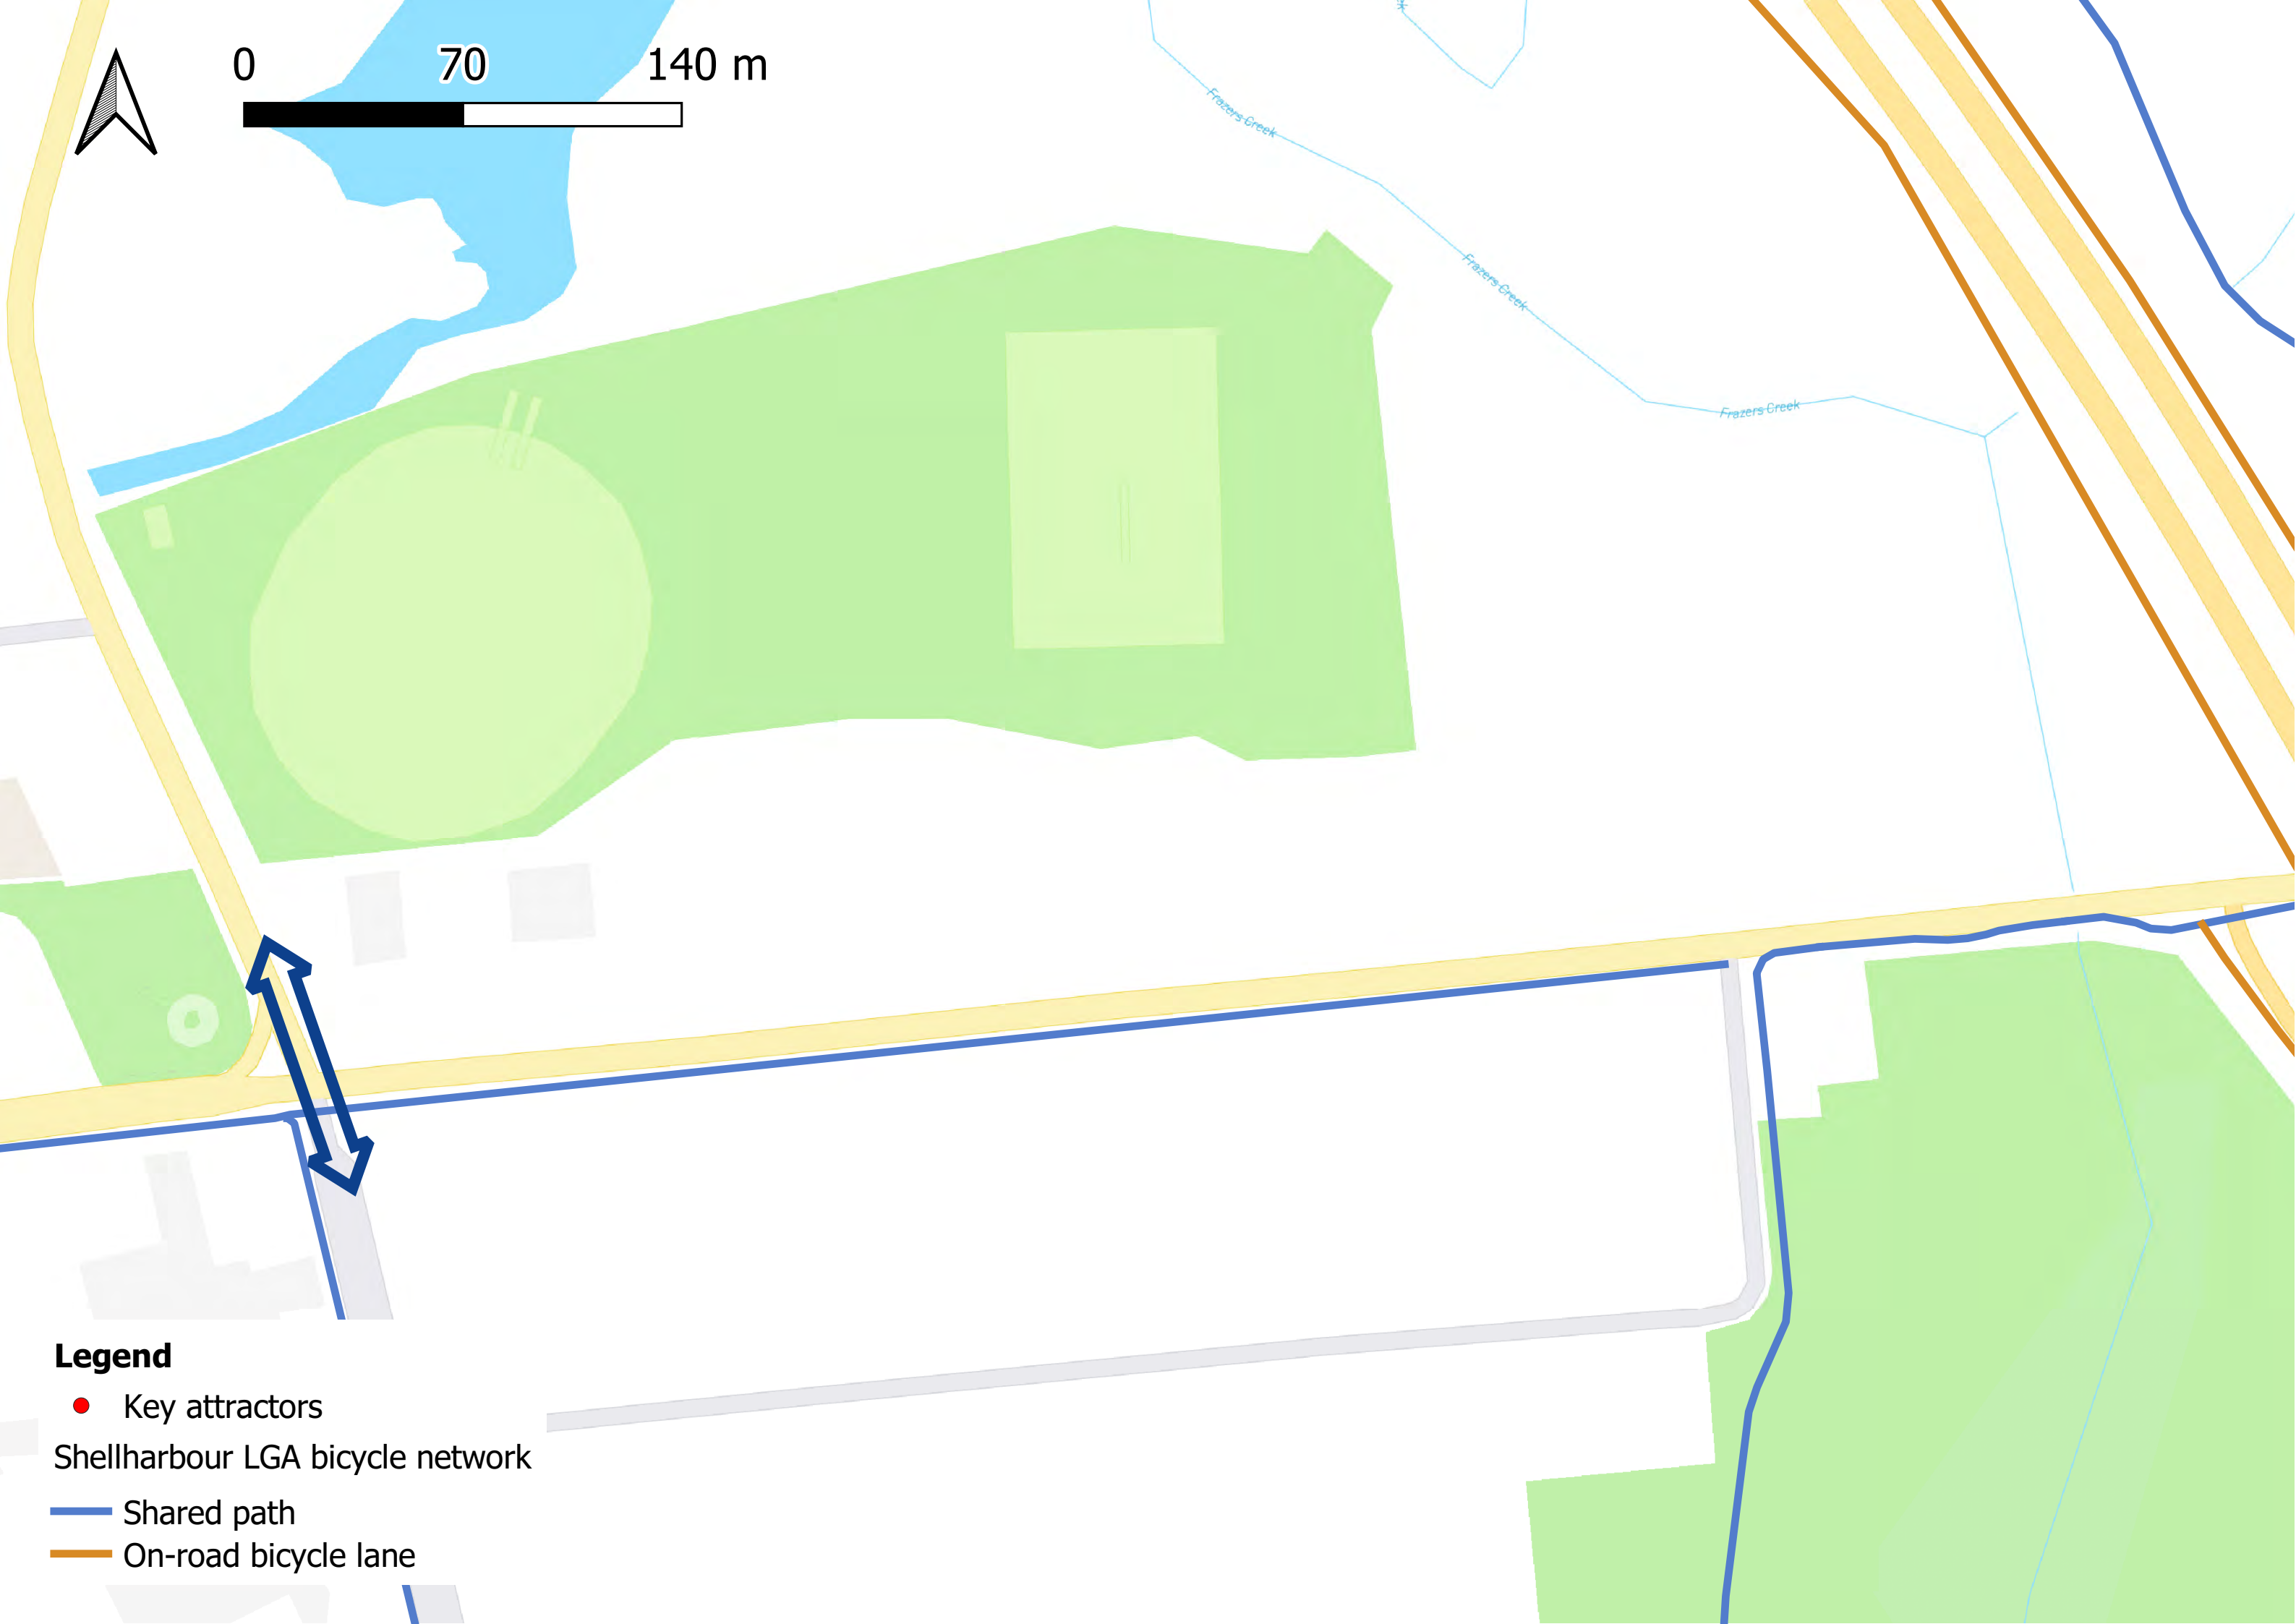 0 70 140 m
Frazers Creek
Frazers Creek
Frazers Creek
Legend
Key attractors
Shellharbour LGA bicycle network
Shared path
On-road bicycle lane